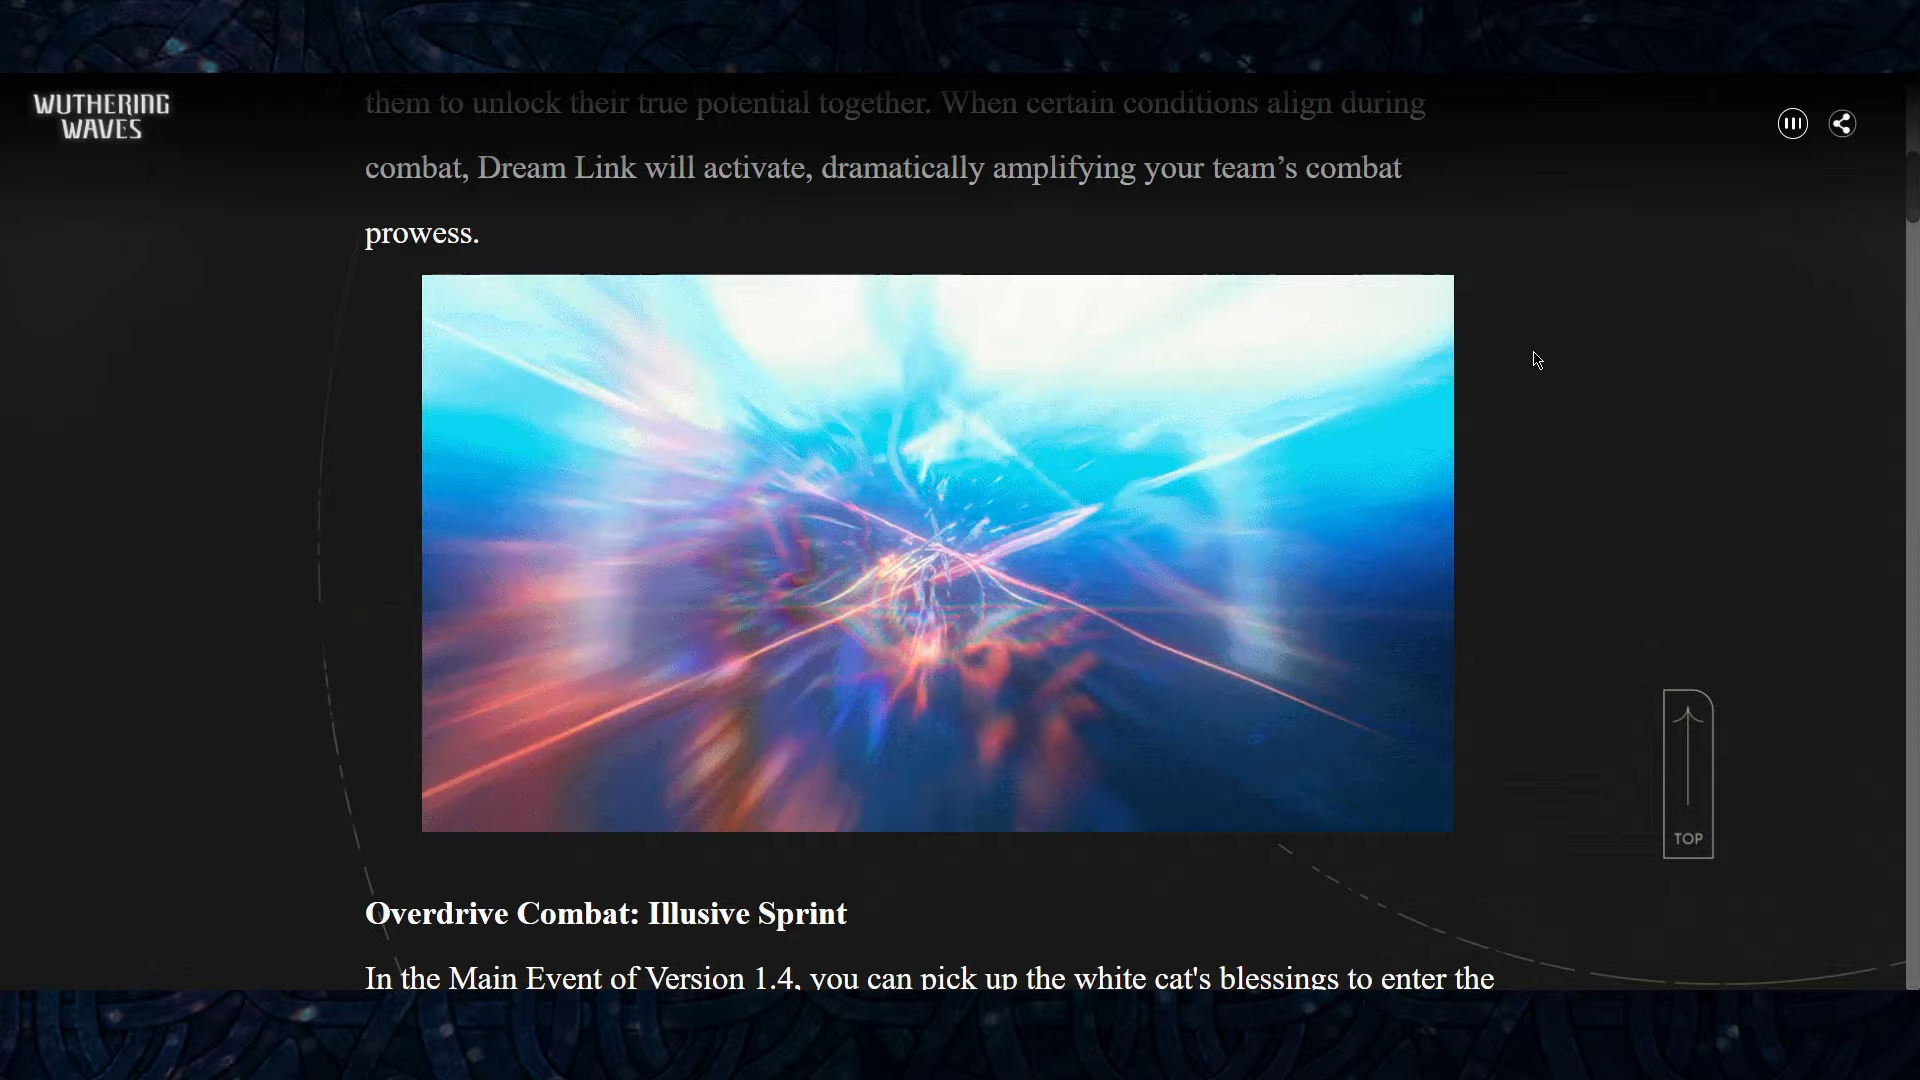 WUTHERING
WAVES
them to unlock their true potential together. When certain conditions align during
combat, Dream Link will activate, dramatically amplifying your team’s combat
prowess.
TOP
Overdrive Combat: Illusive Sprint
In the Main Event of Version 1.4, you can pick up the white cat's blessings to enter the